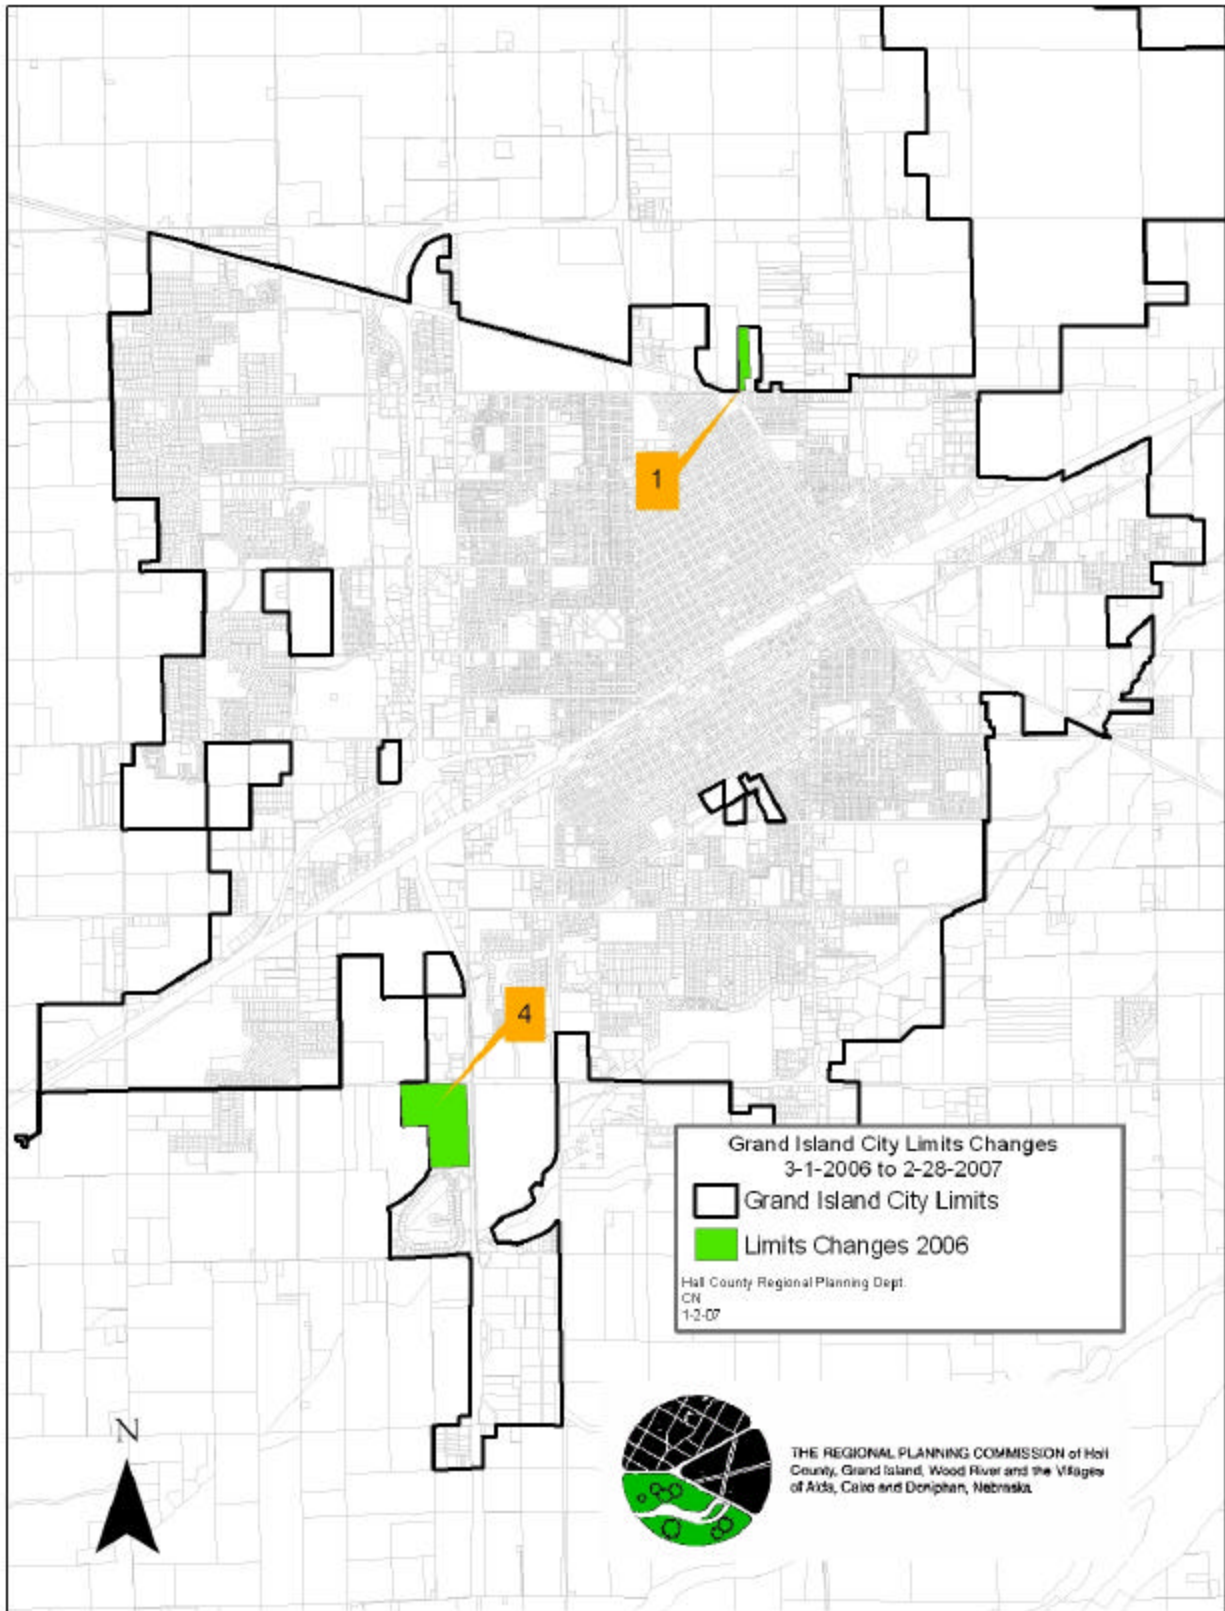 1
4
Grand Island City Limits Changes
3-1-2006 to 2-28-2007
Grand Island City Limits
Limits Changes 2006
Hall County Regional Planning Dept.
CN
1-2-07
N
THE REGIONAL PLANNING COMMISSION of Hall
County, Grand Island, Wood River and the Villages
of Alda, Cairo and Doniphan, Nebraska.